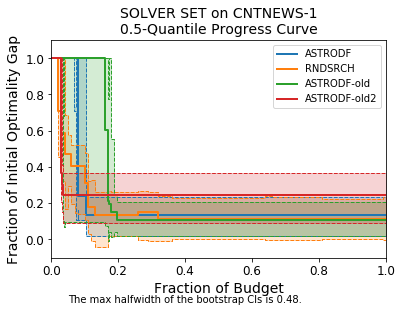 SOLVER SET on CNTNEWS-1
0.5-Quantile Progress Curve
Fraction of Initial Optimality Gap
1.0
0.8
0.6
0.4
0.2
0.0
ASTRODF
RNDSRCH
ASTRODF-old
ASTRODF-old2
0.0 0.2 0.4 0.6 0.8 1.0
Fraction of Budget
The max halfwidth of the bootstrap CIs is 0.48.